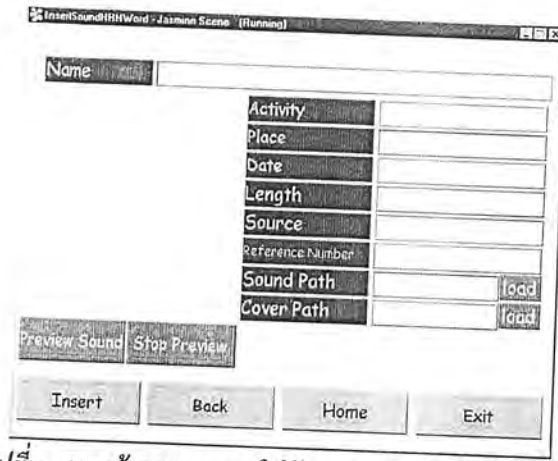 InsertSoundHRHWord - Jasminn Scene (Running)
Name
Activity
Place
Date
Length
Source
Reference Number
Sound Path load
Cover Path load
Preview Sound Stop Preview
Insert Back Home Exit